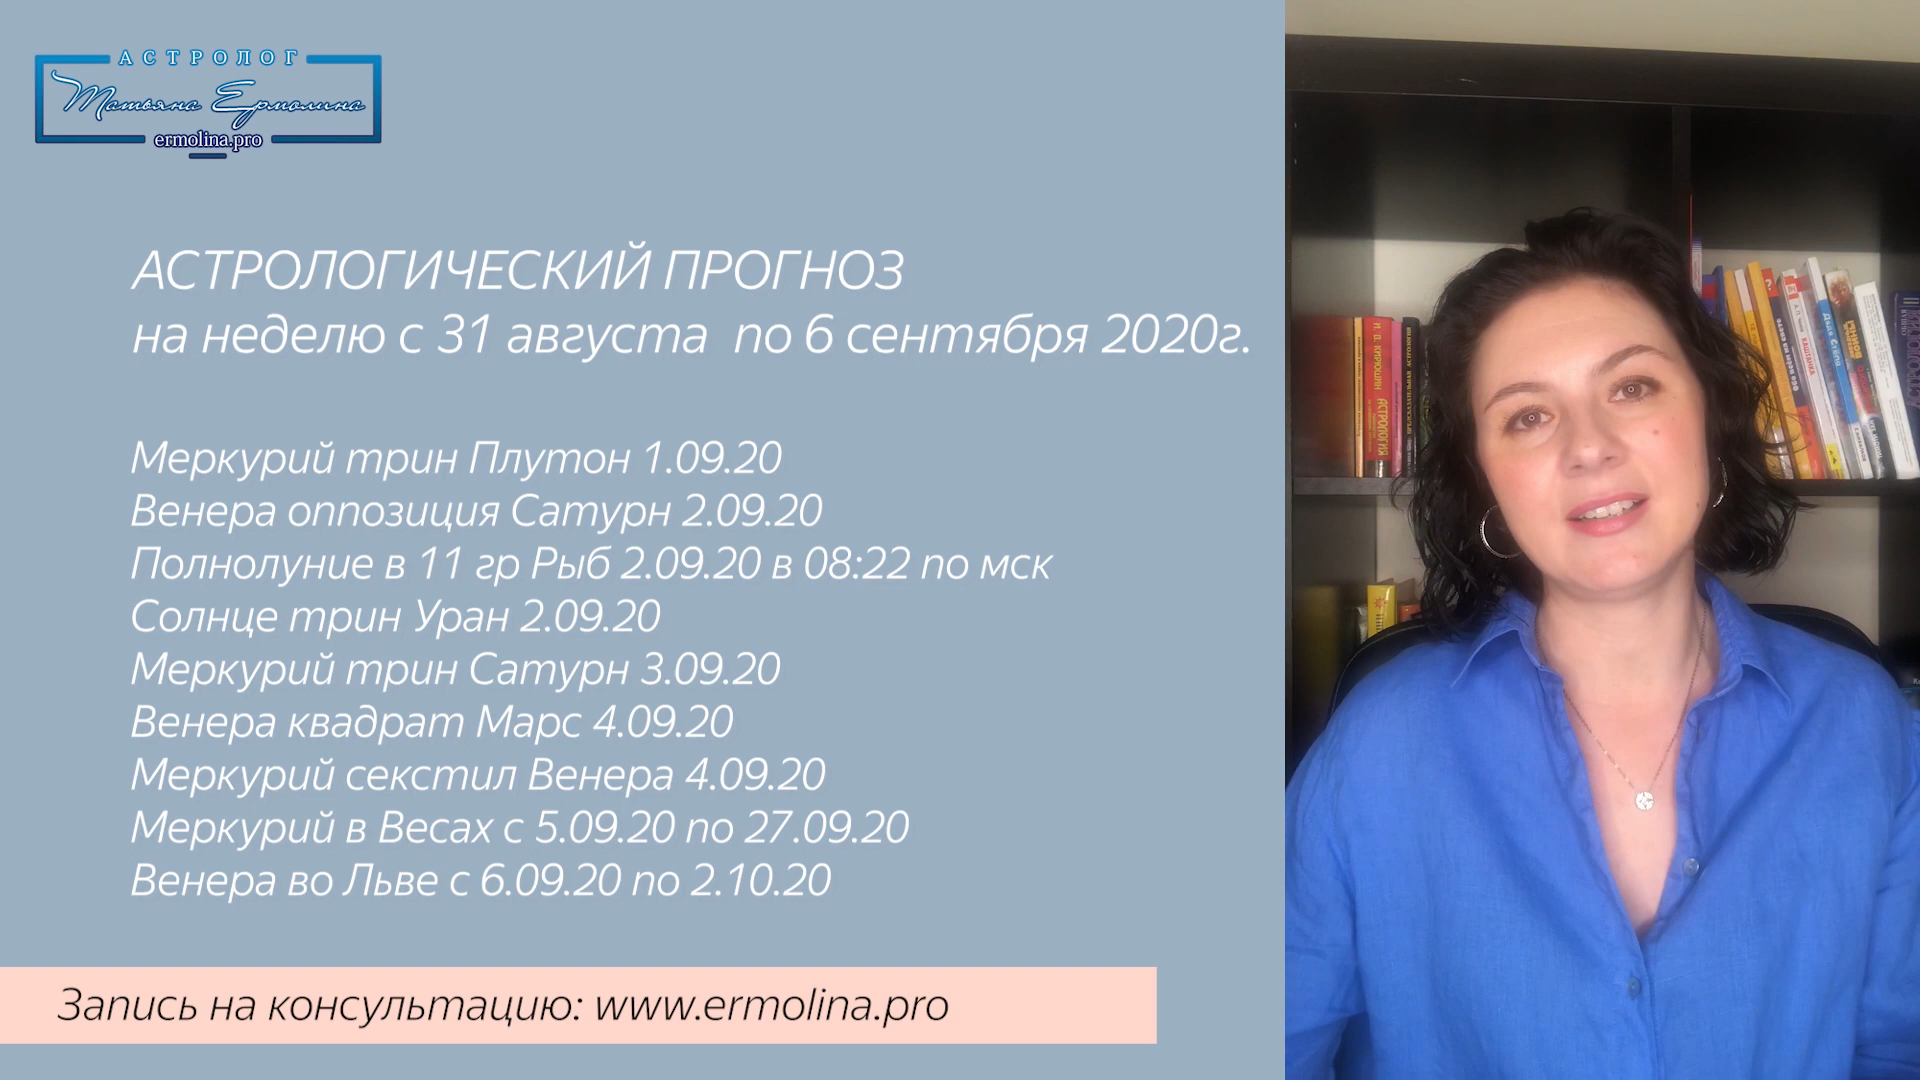 АСТРОЛОГ
Татьяна Ермолина
ermolina.pro
АСТРОЛОГИЧЕСКИЙ ПРОГНОЗ
на неделю с 31 августа по 6 сентября 2020г.
Меркурий трин Плутон 1.09.20
Венера оппозиция Сатурн 2.09.20
Полнолуние в 11 гр Рыб 2.09.20 в 08:22 по мск
Солнце трин Уран 2.09.20
Меркурий трин Сатурн 3.09.20
Венера квадрат Марс 4.09.20
Меркурий секстил Венера 4.09.20
Меркурий в Весах с 5.09.20 по 27.09.20
Венера во Льве с 6.09.20 по 2.10.20
Запись на консультацию: www.ermolina.pro
АСТРОЛОГИЯ
КАШТАНКА
Дядя Стёпа